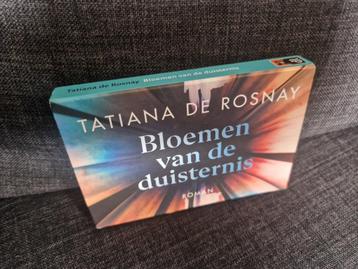 Tatiana de Rosnay Bloemen van de duisternis
TATIANA DE ROSNAY
Bloemen
van de
duisternis
ROMAN